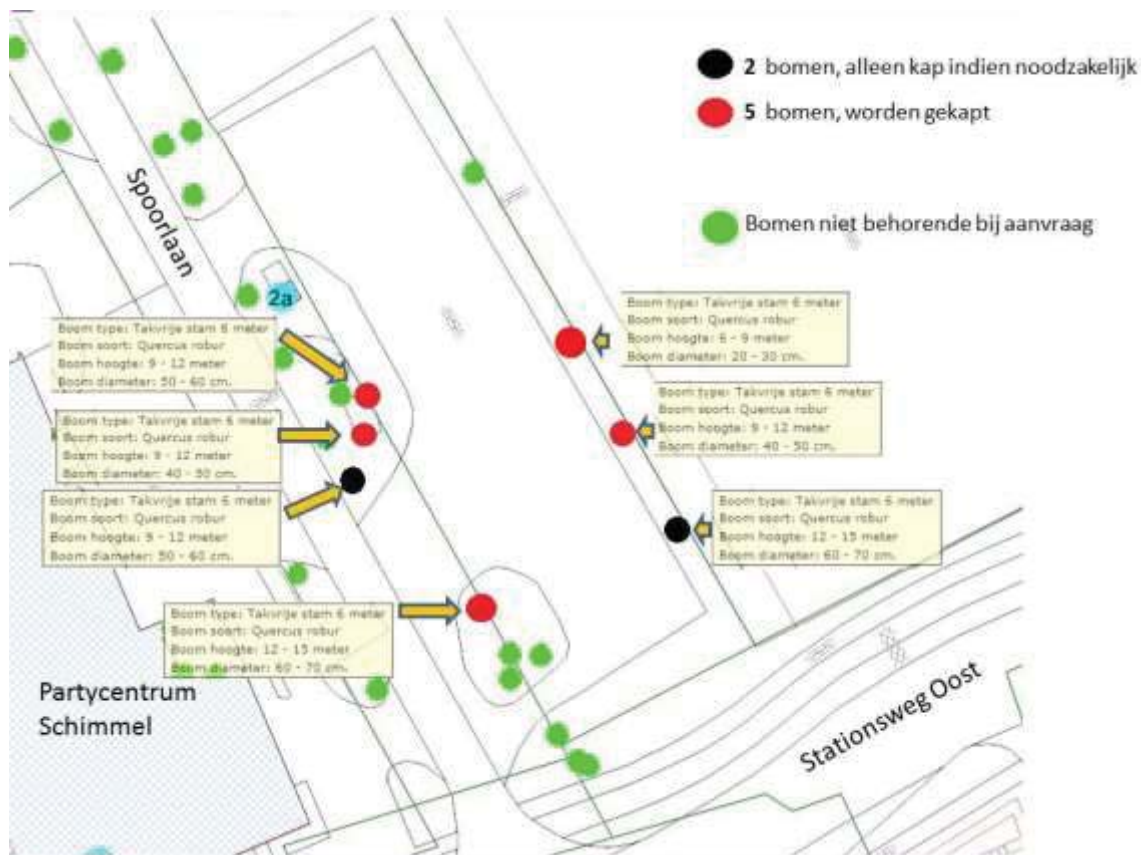 2 bomen, alleen kap indien noodzakelijk
5 bomen, worden gekapt
Bomen niet behorende bij aanvraag
Spoorlaan
2a
Boom type: Takvrije stam 6 meter
Boom soort: Quercus robur
Boom hoogte: 9 - 12 meter
Boom diameter: 50 - 60 cm.
Boom type: Takvrije stam 6 meter
Boom soort: Quercus robur
Boom hoogte: 9 - 12 meter
Boom diameter: 40 - 50 cm.
Boom type: Takvrije stam 6 meter
Boom soort: Quercus robur
Boom hoogte: 9 - 12 meter
Boom diameter: 50 - 60 cm.
Boom type: Takvrije stam 6 meter
Boom soort: Quercus robur
Boom hoogte: 12 - 15 meter
Boom diameter: 60 - 70 cm.
Boom type: Takvrije stam 6 meter
Boom soort: Quercus robur
Boom hoogte: 6 - 9 meter
Boom diameter: 20 - 30 cm.
Boom type: Takvrije stam 6 meter
Boom soort: Quercus robur
Boom hoogte: 9 - 12 meter
Boom diameter: 40 - 50 cm.
Boom type: Takvrije stam 6 meter
Boom soort: Quercus robur
Boom hoogte: 12 - 15 meter
Boom diameter: 60 - 70 cm.
Partycentrum
Schimmel
Stationsweg Oost